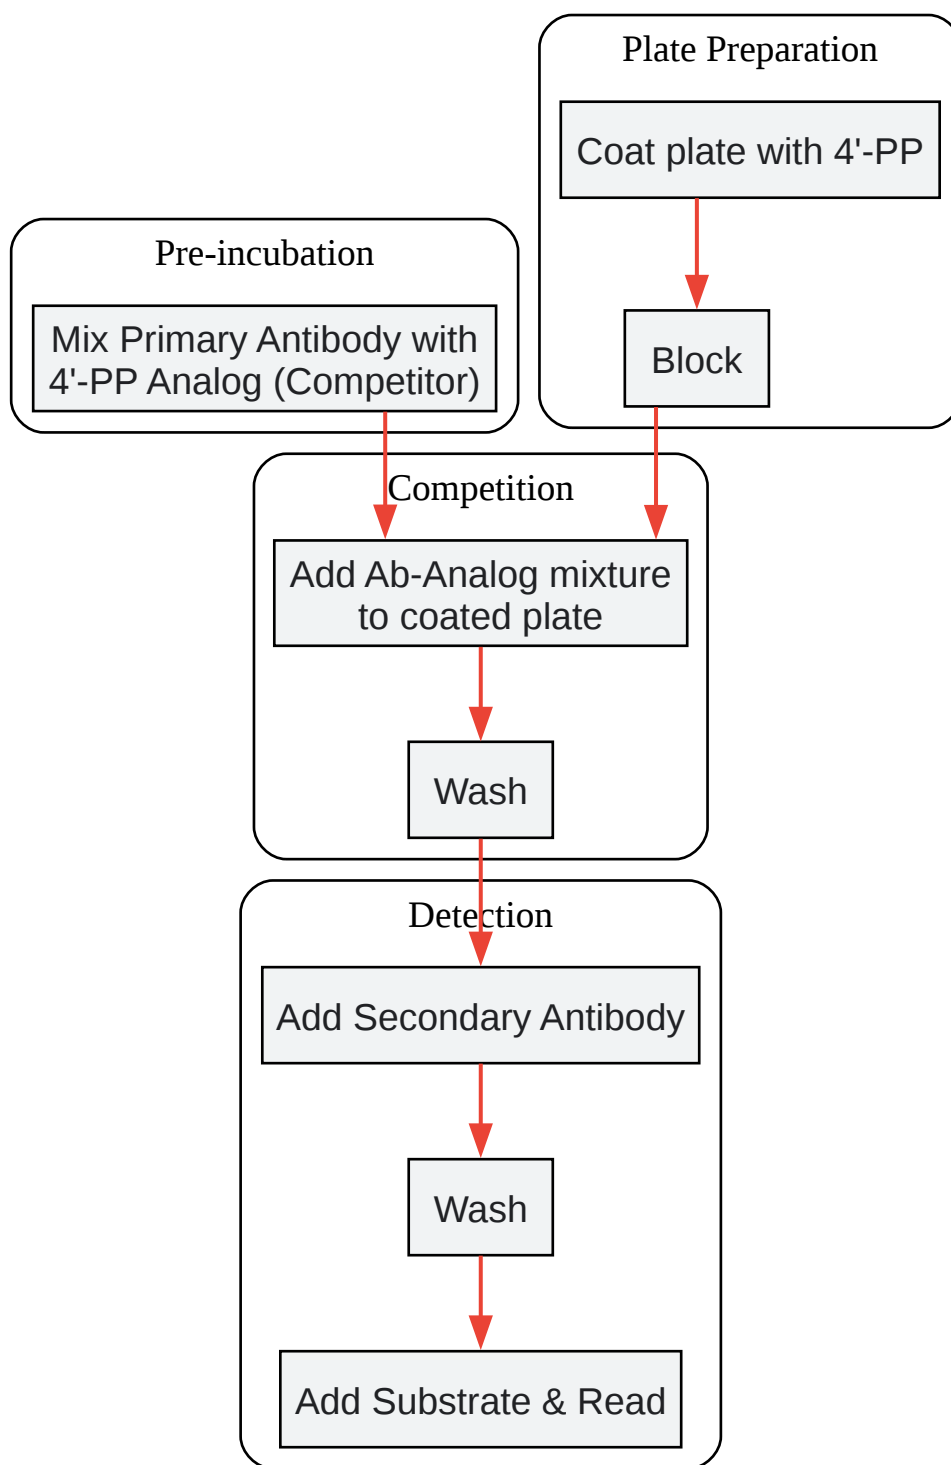 Plate Preparation
Coat plate with 4'-PP
Block
Pre-incubation
Mix Primary Antibody with
4'-PP Analog (Competitor)
Competition
Add Ab-Analog mixture
to coated plate
Wash
Detection
Add Secondary Antibody
Wash
Add Substrate & Read